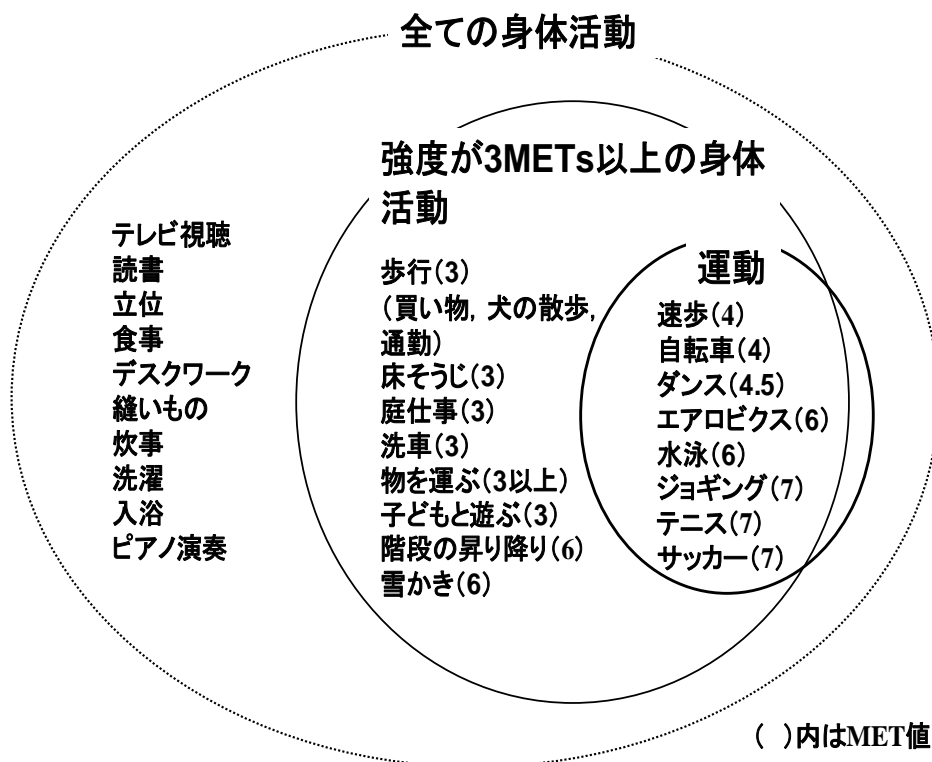 全ての身体活動
強度が3METs以上の身体
活動
テレビ視聴
読書
立位
食事
デスクワーク
縫いもの
炊事
洗濯
入浴
ピアノ演奏
歩行(3)
(買い物, 犬の散歩,
通勤)
床そうじ(3)
庭仕事(3)
洗車(3)
物を運ぶ(3以上)
子どもと遊ぶ(3)
階段の昇り降り(6)
雪かき(6)
運動
速歩(4)
自転車(4)
ダンス(4.5)
エアロビクス(6)
水泳(6)
ジョギング(7)
テニス(7)
サッカー(7)
( )内はMET値